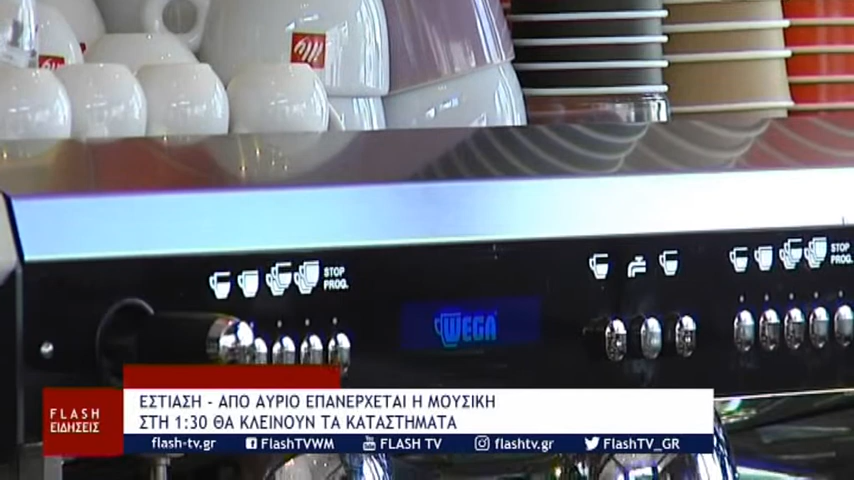 illy
STOP
PROG.
WEGA
STOP
PROG.
FLASH
ΕΙΔΗΣΕΙΣ
ΕΣΤΙΑΣΗ - ΑΠΟ ΑΥΡΙΟ ΕΠΑΝΕΡΧΕΤΑΙ Η ΜΟΥΣΙΚΗ
ΣΤΗ 1:30 ΘΑ ΚΛΕΙΝΟΥΝ ΤΑ ΚΑΤΑΣΤΗΜΑΤΑ
flash-tv.gr FlashTVWM FLASH TV flashtv.gr FlashTV_GR